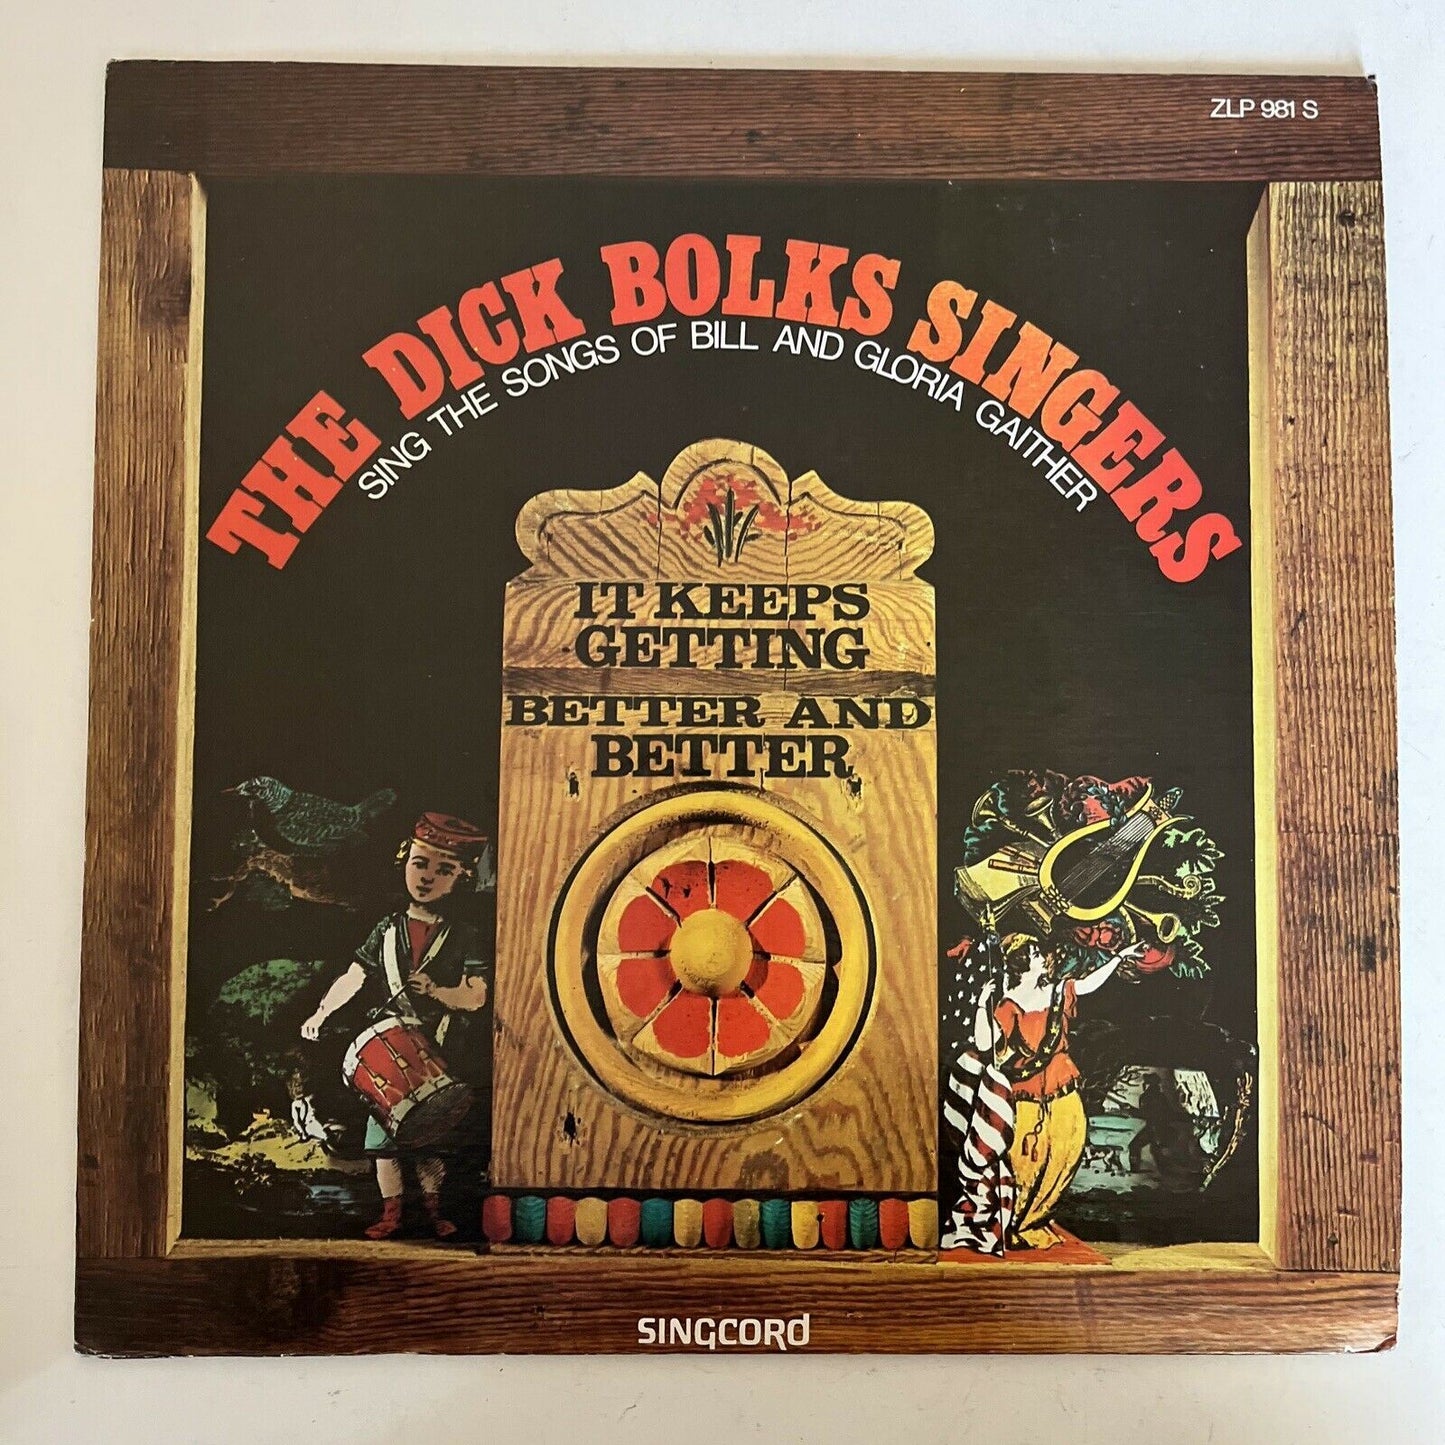 ZLP 981 S
THE DICK BOLKS SINGERS
SING THE SONGS OF BILL AND GLORIA GAITHER
IT KEEPS
GETTING
BETTER AND
BETTER
SINGCORD